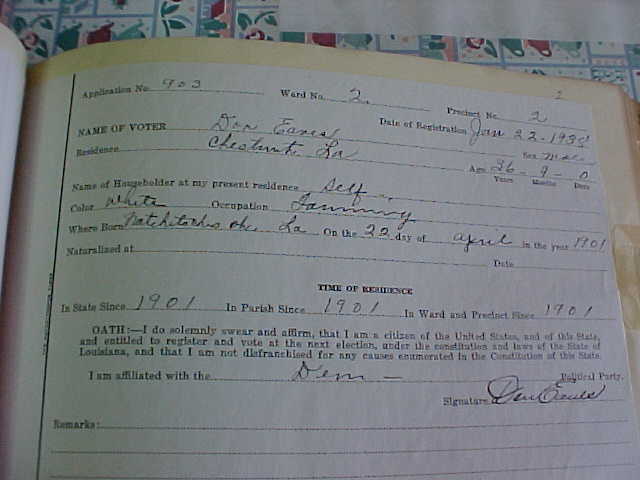 2
Application No. 903 Ward No. 2. Precinct No. 2
NAME OF VOTER Den Eaves Date of Registration Jan 22-1938
Residence Chestnut, La Sex Male
Age 36 - 9 - 0
Years Months Days
Name of Householder at my present residence Self
Color White Occupation Farming
Where Born Natchitoches La On the 22 day of april in the year 1901
Naturalized at Date
TIME OF RESIDENCE
In State Since 1901 In Parish Since 1901 In Ward and Precinct Since 1901
OATH:—I do solemnly swear and affirm, that I am a citizen of the United States, and of this State,
and entitled to register and vote at the next election, under the constitution and laws of the State of
Louisiana, and that I am not disfranchised for any causes enumerated in the Constitution of this State.
I am affiliated with the Dem — Political Party.
Signature Den Eaves
Remarks: